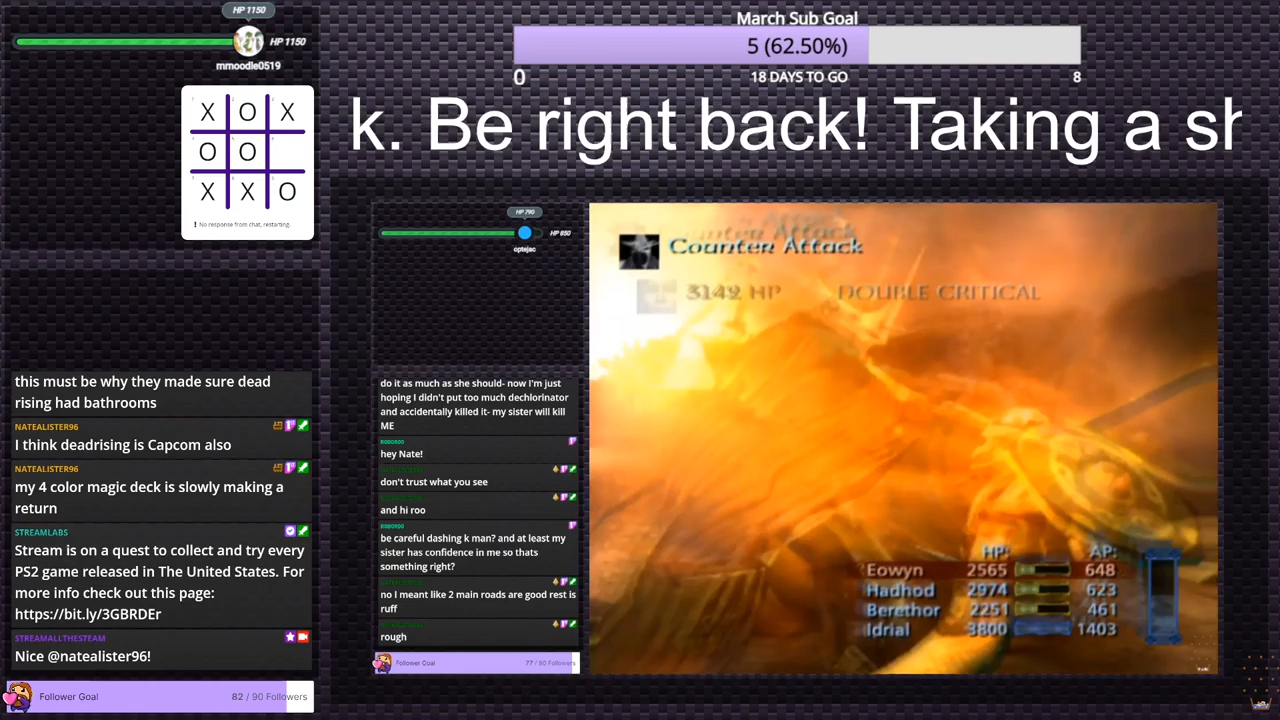 HP 1150
HP 1150
mmoodle0519
X O X
O O
X X O
! No response from chat, restarting.
this must be why they made sure dead
rising had bathrooms
NATEALISTER96
I think deadrising is Capcom also
NATEALISTER96
my 4 color magic deck is slowly making a
return
STREAMLABS
Stream is on a quest to collect and try every
PS2 game released in The United States. For
more info check out this page:
https://bit.ly/3GBRDEr
STREAMALLTHESTEAM
Nice @natealister96!
Follower Goal 82 / 90 Followers
March Sub Goal
5 (62.50%)
0 18 DAYS TO GO 8
k. Be right back! Taking a sh
HP 790
HP 850
optejac
do it as much as she should- now I'm just
hoping I didn't put too much dechlorinator
and accidentally killed it- my sister will kill
ME
hey Nate!
don't trust what you see
and hi roo
be careful dashing k man? and at least my
sister has confidence in me so thats
something right?
no I meant like 2 main roads are good rest is
ruff
rough
Follower Goal 77 / 80 Followers
Counter Attack
3149 HP DOUBLE CRITICAL
HP: AP:
Eowyn 2565 648
Hadhod 2974 623
Berethor 2251 461
Idrial 3800 1403